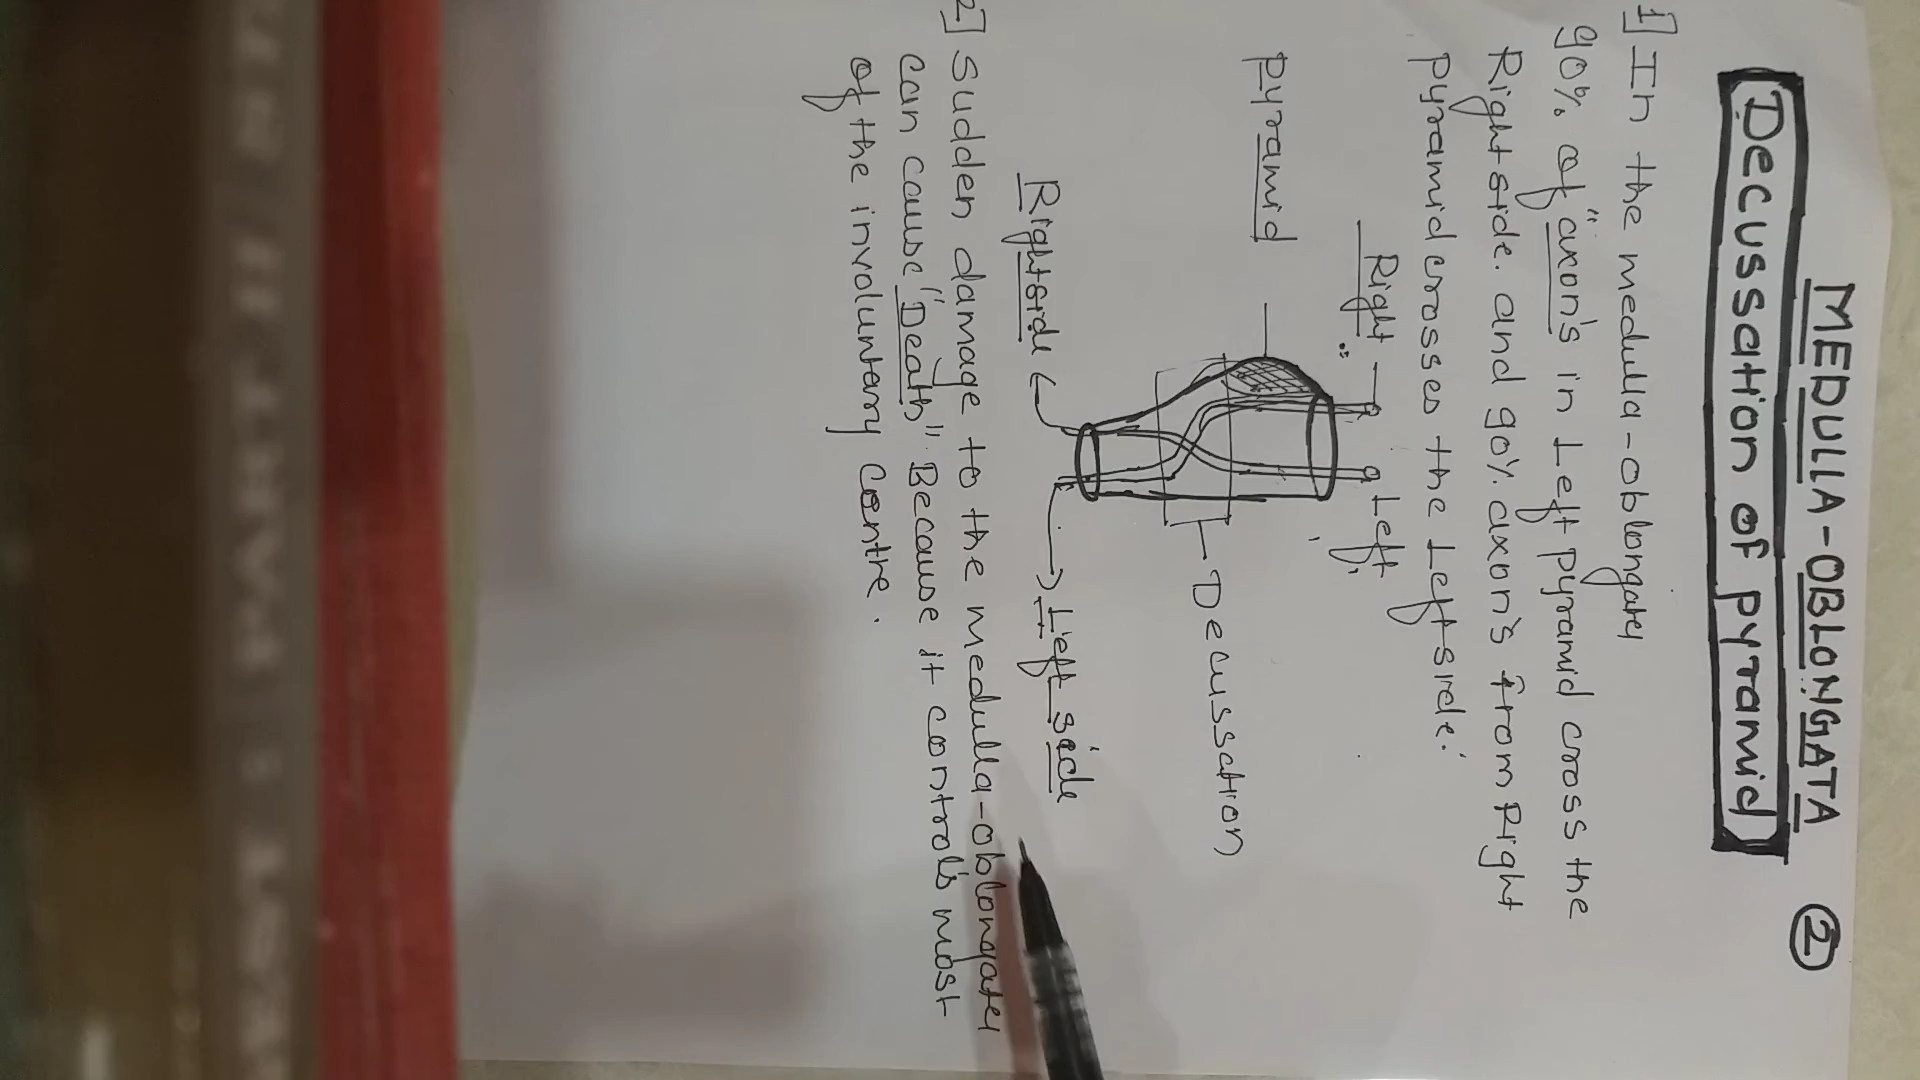 MEDULLA-OBLONGATA ②
Decussation of pyramid
1] In the medulla-oblongata
90% of "axon's in Left pyramid cross the
Right side. and 90% axon's from Right
Pyramid crosses the Left side.
Right
Left
Pyramid
Decussation
Right side
Left side
2] Sudden damage to the medulla-oblongata
can cause "Death" Because it control's most
of the involuntary centre.